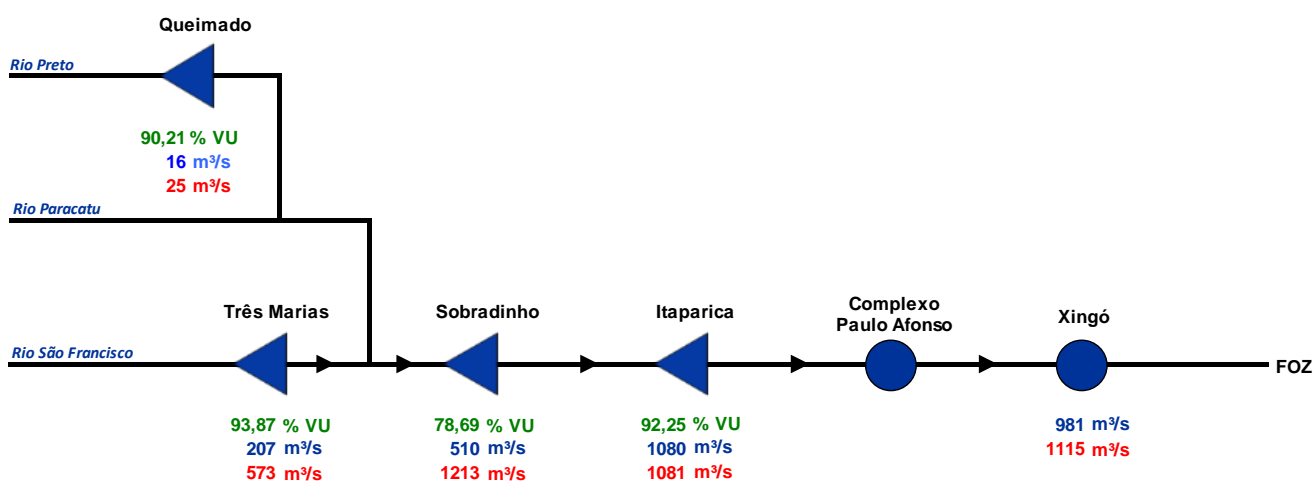 Queimado
Rio Preto
90,21 % VU
16 m³/s
25 m³/s
Rio Paracatu
Três Marias
Sobradinho
Itaparica
Complexo
Paulo Afonso
Xingó
Rio São Francisco
FOZ
93,87 % VU
207 m³/s
573 m³/s
78,69 % VU
510 m³/s
1213 m³/s
92,25 % VU
1080 m³/s
1081 m³/s
981 m³/s
1115 m³/s